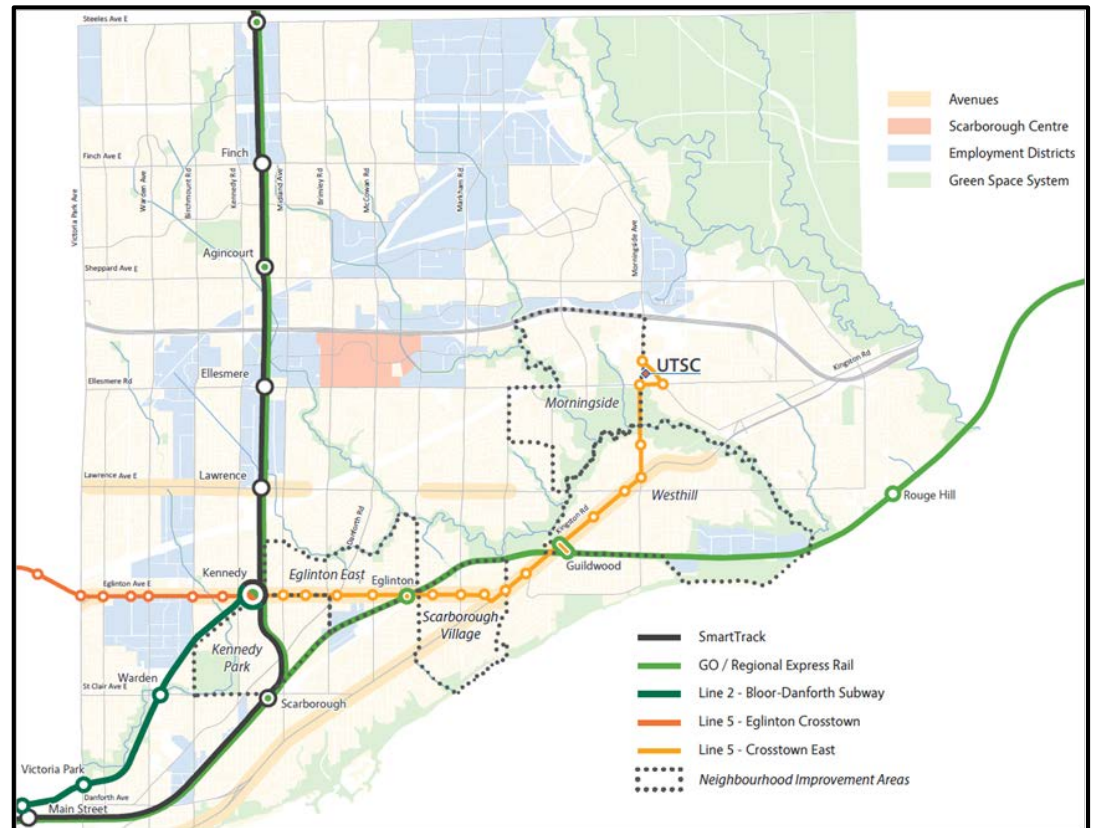 Steeles Ave E
Avenues
Scarborough Centre
Employment Districts
Green Space System
Finch
Finch Ave E
Victoria Park Ave
Warden Ave
Birchmount Rd
Kennedy Rd
Midland Ave
Brimley Rd
McCowan Rd
Markham Rd
Morningside Ave
Agincourt
Sheppard Ave E
Kingston Rd
UTSC
Ellesmere
Ellesmere Rd
Morningside
Lawrence
Lawrence Ave E
Westhill
Rouge Hill
Kingston Rd
Danforth Rd
Guildwood
Kennedy
Eglinton East
Eglinton
Eglinton Ave E
Scarborough
Village
Kennedy
Park
Warden
St Clair Ave E
Scarborough
SmartTrack
GO / Regional Express Rail
Line 2 - Bloor-Danforth Subway
Line 5 - Eglinton Crosstown
Line 5 - Crosstown East
Neighbourhood Improvement Areas
Victoria Park
Danforth Ave
Main Street